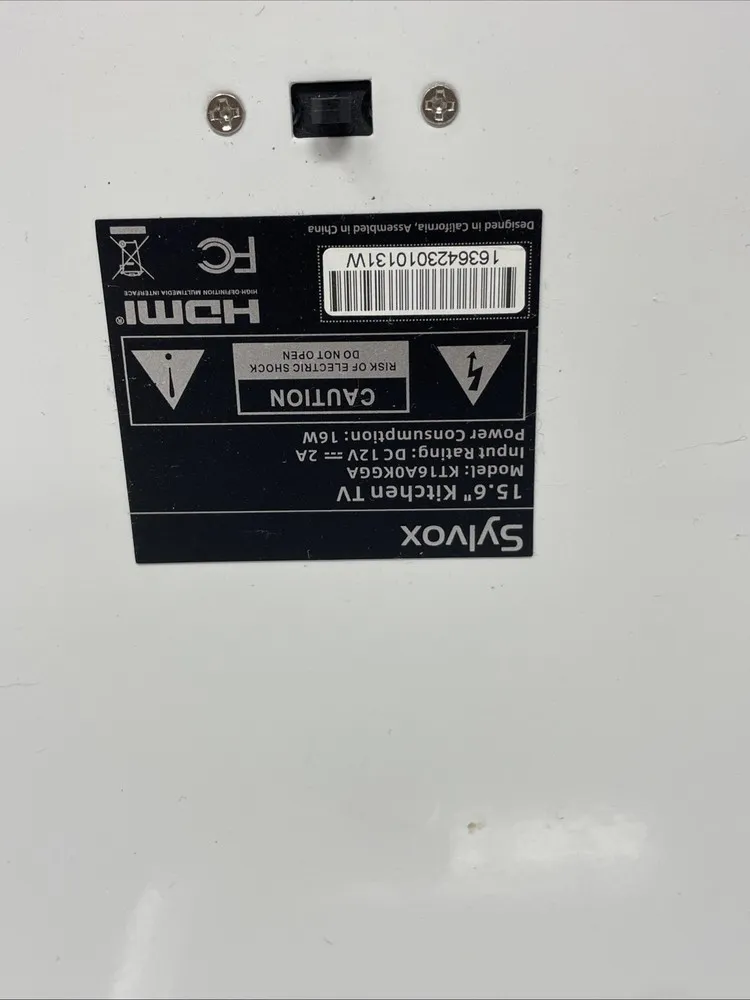 Sylvox
15.6" Kitchen TV
Model: KT16A0KGGA
Input Rating: DC 12V ⎓ 2A
Power Consumption: 16W
CAUTION
RISK OF ELECTRIC SHOCK
DO NOT OPEN
HDMI®
HIGH-DEFINITION MULTIMEDIA INTERFACE
FC
1636423010131W
Designed in California, Assembled in China